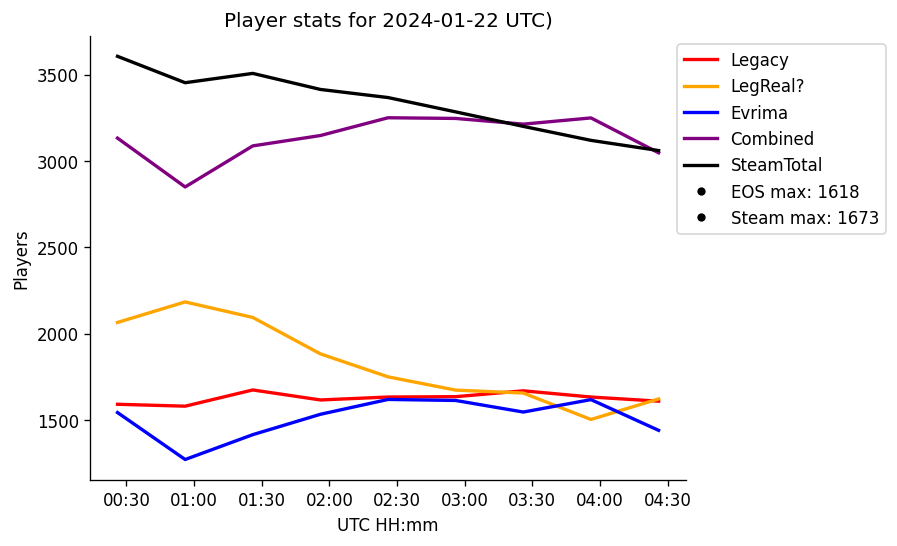 Player stats for 2024-01-22 UTC)
Legacy
LegReal?
Evrima
Combined
SteamTotal
EOS max: 1618
Steam max: 1673
Players
3500
3000
2500
2000
1500
00:30 01:00 01:30 02:00 02:30 03:00 03:30 04:00 04:30
UTC HH:mm